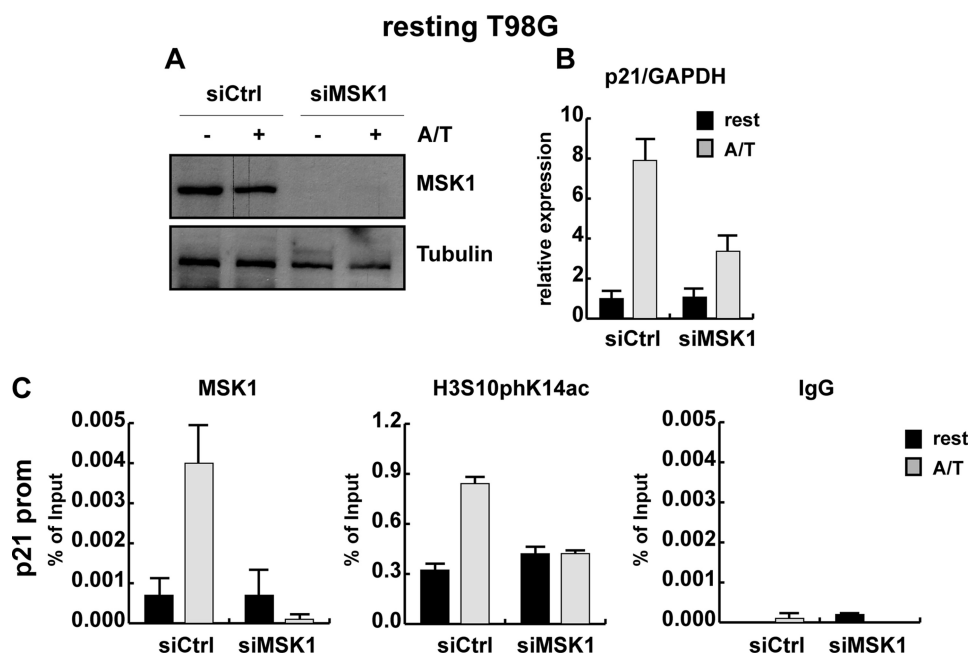 resting T98G
A
siCtrl siMSK1
- + - + A/T
MSK1
Tubulin
B
p21/GAPDH
relative expression
10
8
6
4
2
0
rest
A/T
siCtrl siMSK1
C
p21 prom
MSK1
% of Input
0.005
0.004
0.003
0.002
0.001
0.000
siCtrl siMSK1
H3S10phK14ac
% of Input
1.2
0.9
0.6
0.3
0.0
siCtrl siMSK1
IgG
% of Input
0.005
0.004
0.003
0.002
0.001
0.000
siCtrl siMSK1
rest
A/T